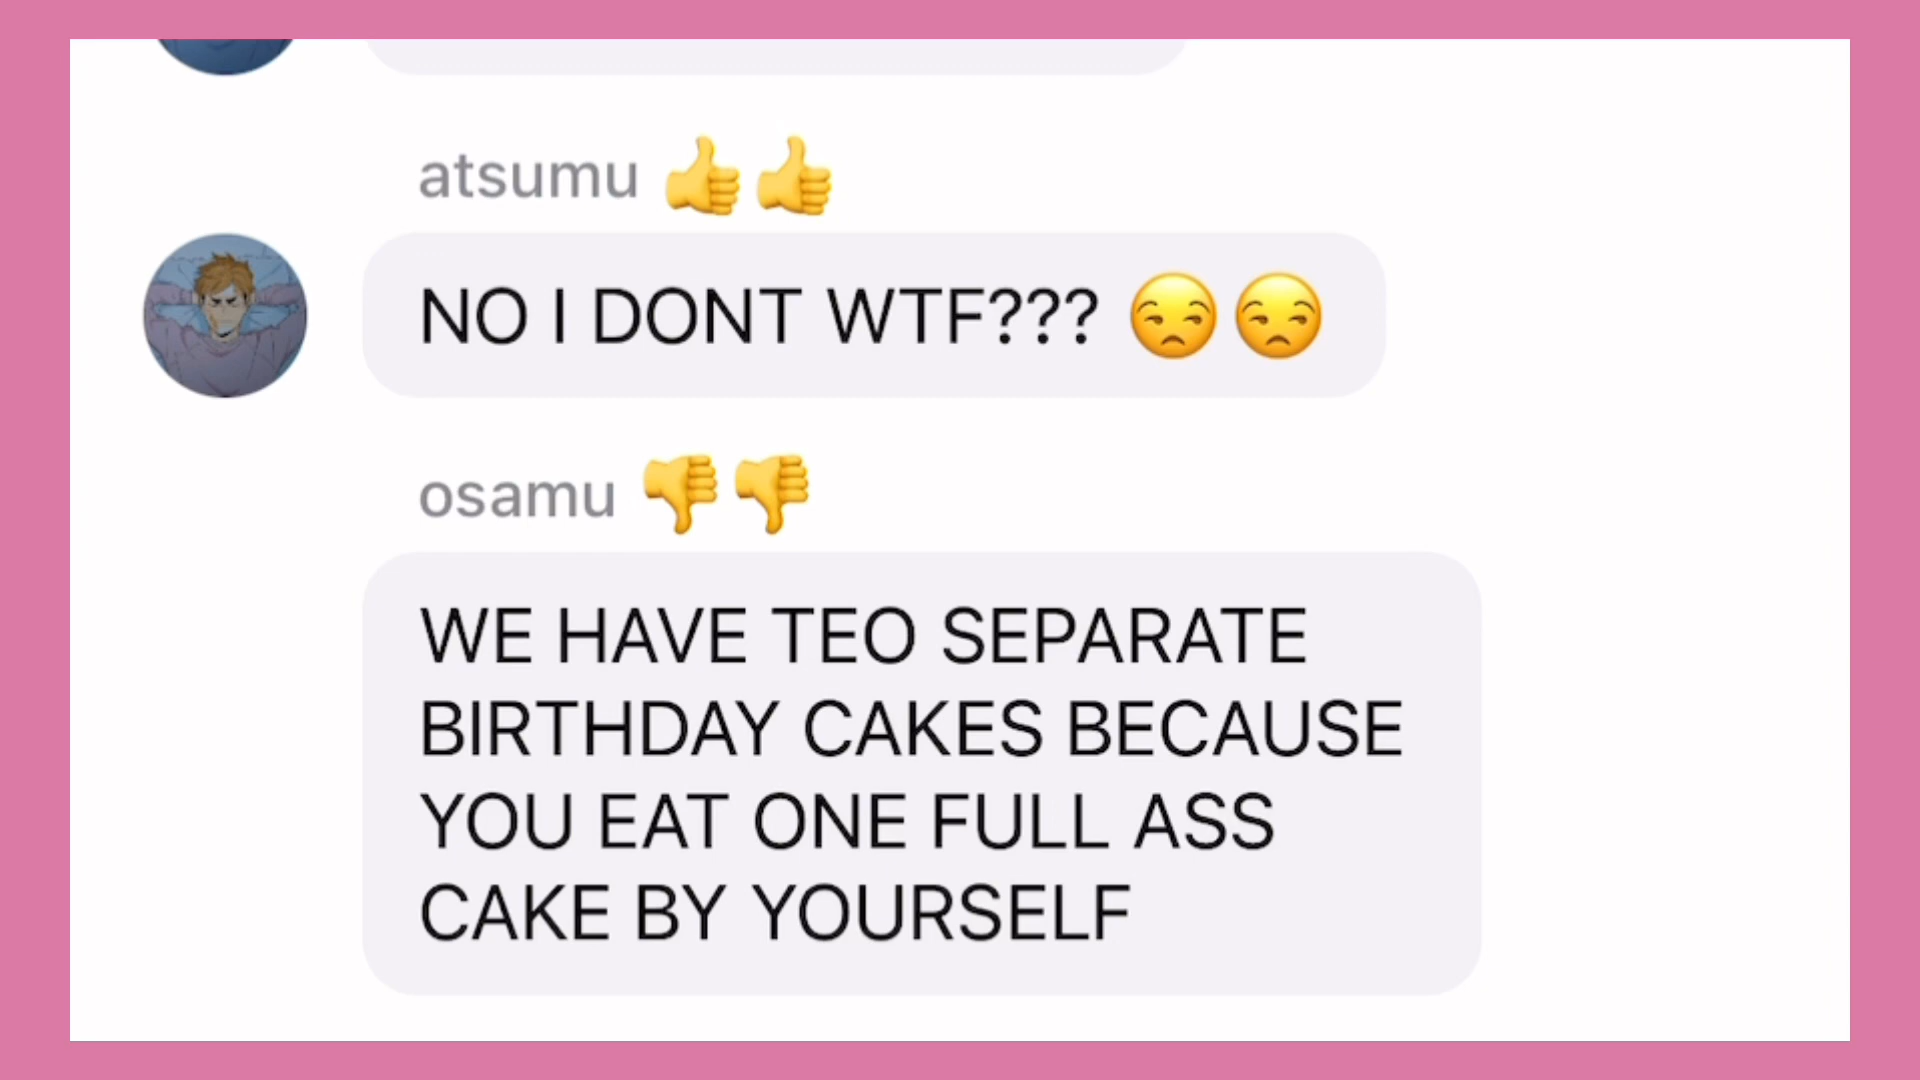 atsumu 👍👍
NO I DONT WTF??? 😒😒
osamu 👎👎
WE HAVE TEO SEPARATE
BIRTHDAY CAKES BECAUSE
YOU EAT ONE FULL ASS
CAKE BY YOURSELF